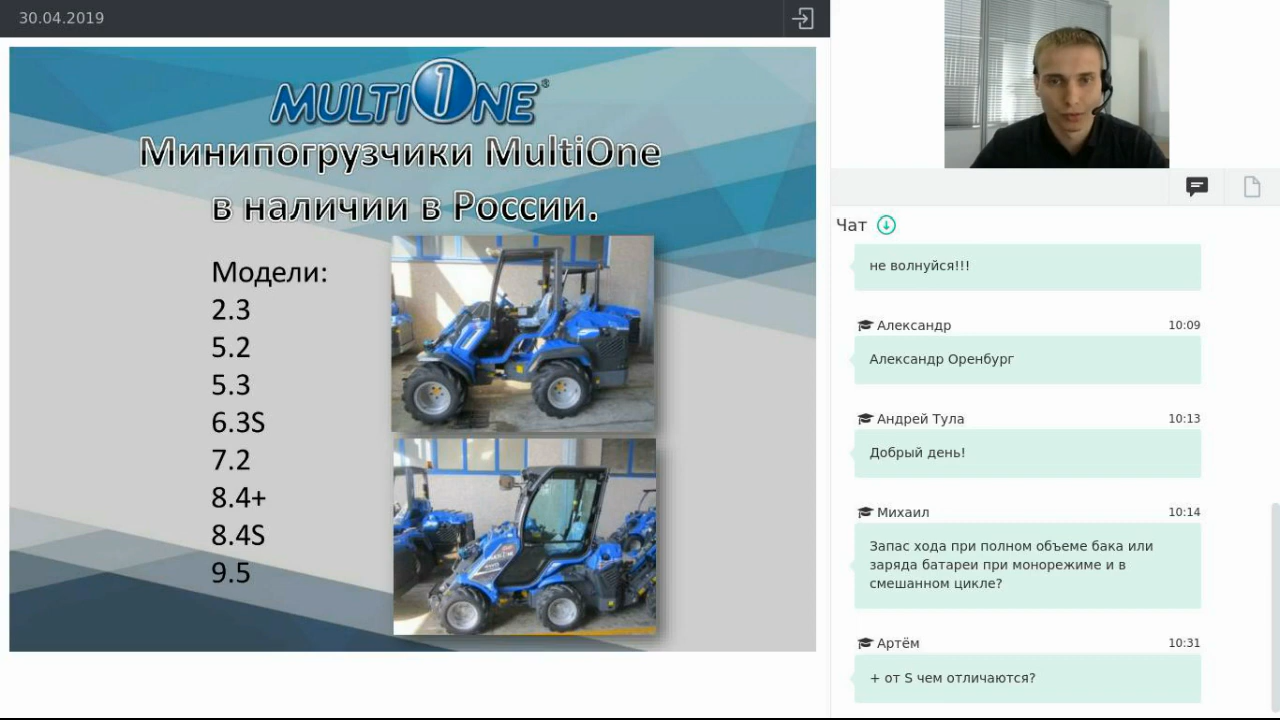 30.04.2019
MULTI1NE®
Минипогрузчики MultiOne
в наличии в России.
Модели:
2.3
5.2
5.3
6.3S
7.2
8.4+
8.4S
9.5
Чат
не волнуйся!!!
Александр 10:09
Александр Оренбург
Андрей Тула 10:13
Добрый день!
Михаил 10:14
Запас хода при полном объеме бака или
заряда батареи при монорежиме и в
смешанном цикле?
Артём 10:31
+ от S чем отличаются?